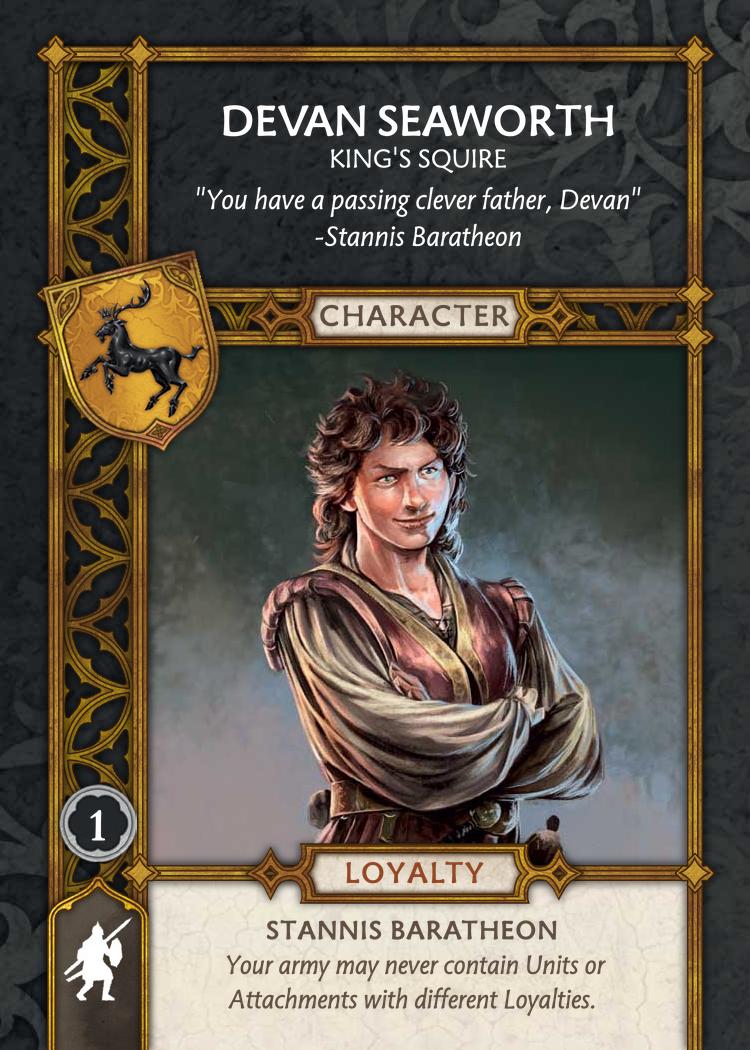 DEVAN SEAWORTH
KING'S SQUIRE
"You have a passing clever father, Devan"
-Stannis Baratheon
CHARACTER
1
LOYALTY
STANNIS BARATHEON
Your army may never contain Units or
Attachments with different Loyalties.